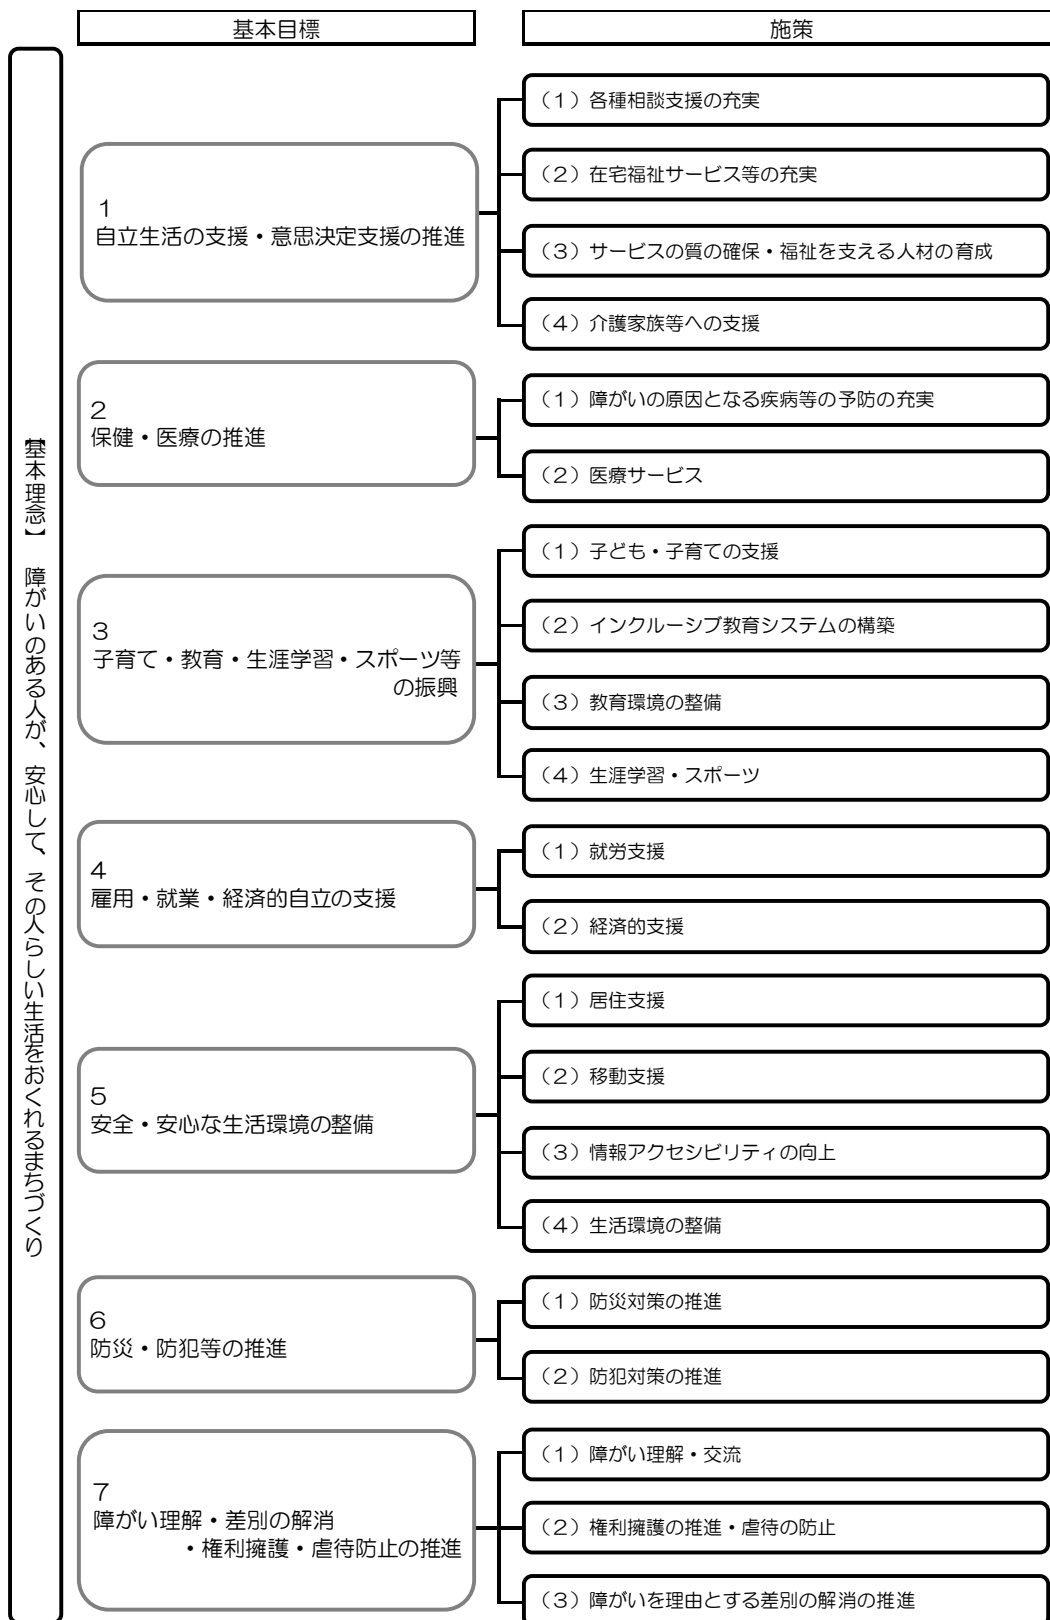 基本目標
施策
【基本理念】　障がいのある人が、安心して、その人らしい生活をおくれるまちづくり
1
自立生活の支援・意思決定支援の推進
（1）各種相談支援の充実
（2）在宅福祉サービス等の充実
（3）サービスの質の確保・福祉を支える人材の育成
（4）介護家族等への支援
2
保健・医療の推進
（1）障がいの原因となる疾病等の予防の充実
（2）医療サービス
3
子育て・教育・生涯学習・スポーツ等
の振興
（1）子ども・子育ての支援
（2）インクルーシブ教育システムの構築
（3）教育環境の整備
（4）生涯学習・スポーツ
4
雇用・就業・経済的自立の支援
（1）就労支援
（2）経済的支援
5
安全・安心な生活環境の整備
（1）居住支援
（2）移動支援
（3）情報アクセシビリティの向上
（4）生活環境の整備
6
防災・防犯等の推進
（1）防災対策の推進
（2）防犯対策の推進
7
障がい理解・差別の解消
・権利擁護・虐待防止の推進
（1）障がい理解・交流
（2）権利擁護の推進・虐待の防止
（3）障がいを理由とする差別の解消の推進